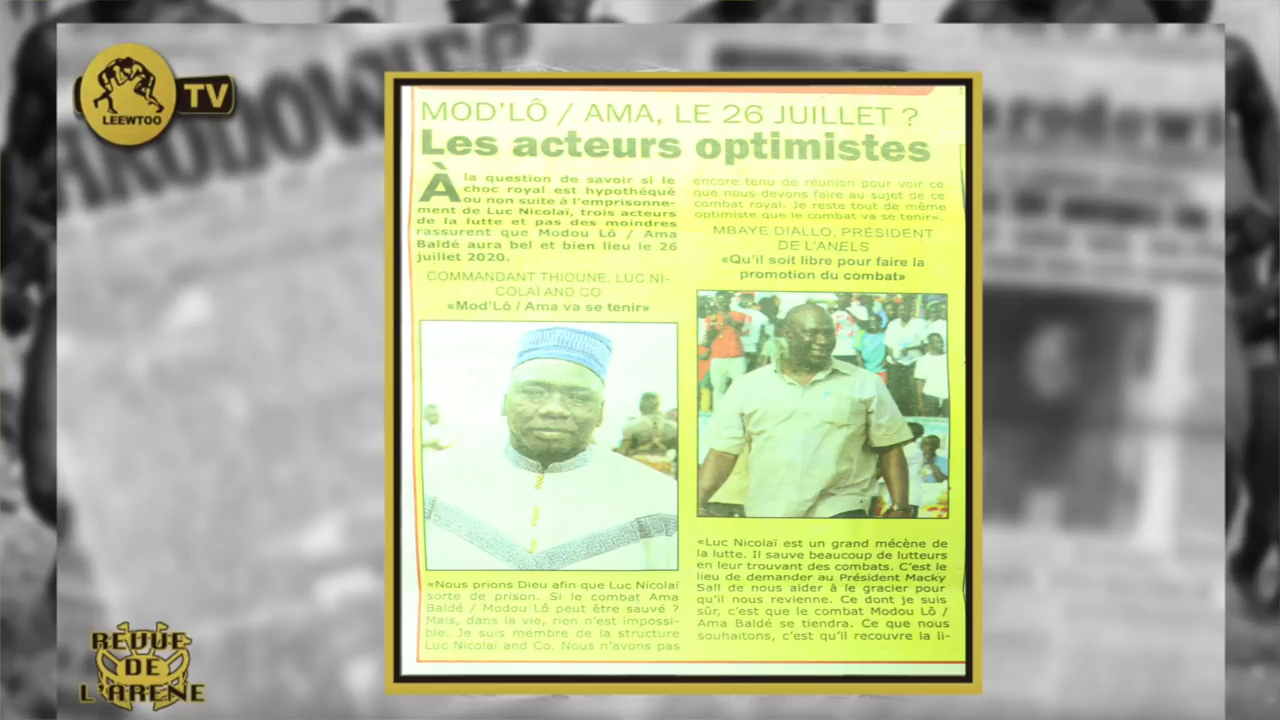 LEEWTOO
TV
MOD'LÔ / AMA, LE 26 JUILLET ?
Les acteurs optimistes
À la question de savoir si le
choc royal est hypothéqué
ou non suite à l'emprisonne-
ment de Luc Nicolaï, trois acteurs
de la lutte et pas des moindres
rassurent que Modou Lô / Ama
Baldé aura bel et bien lieu le 26
juillet 2020.
COMMANDANT THIOUNE, LUC NI-
COLAÏ AND CO
«Mod'Lô / Ama va se tenir»
«Nous prions Dieu afin que Luc Nicolaï
sorte de prison. Si le combat Ama
Baldé / Modou Lô peut être sauvé ?
Mais, dans la vie, rien n'est impossi-
ble. Je suis membre de la structure
Luc Nicolaï and Co. Nous n'avons pas
encore tenu de réunion pour voir ce
que nous devons faire au sujet de ce
combat royal. Je reste tout de même
optimiste que le combat va se tenir».
MBAYE DIALLO, PRÉSIDENT
DE L'ANELS
«Qu'il soit libre pour faire la
promotion du combat»
«Luc Nicolaï est un grand mécène de
la lutte. Il sauve beaucoup de lutteurs
en leur trouvant des combats. C'est le
lieu de demander au Président Macky
Sall de nous aider à le gracier pour
qu'il nous revienne. Ce dont je suis
sûr, c'est que le combat Modou Lô /
Ama Baldé se tiendra. Ce que nous
souhaitons, c'est qu'il recouvre la li-
REVUE
DE
L'ARENE